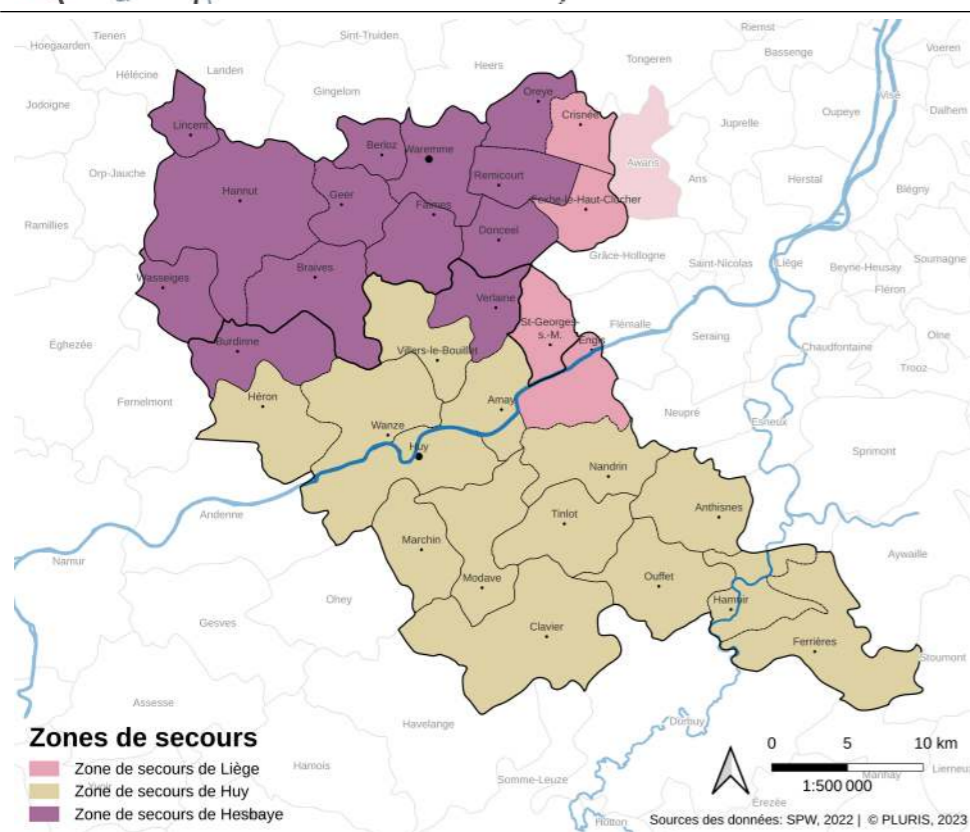 Riemst
Tienen
Sint-Truiden
Hoegaarden
Bassenge
Voeren
Heers
Tongeren
Landen
Hélécine
Gingelom
Oreye
Visé
Jodoigne
Oupeye
Dalhem
Crisnée
Lincent
Juprelle
Berloz
Waremme
Awans
Orp-Jauche
Remicourt
Ans
Herstal
Hannut
Geer
Blégny
Faimes
Fexhe-le-Haut-Clocher
Ramillies
Donceel
Grâce-Hollogne
Saint-Nicolas
Liège
Beyne-Heusay
Soumagne
Braives
Wasseiges
Fléron
Verlaine
St-Georges-
s.-M.
Flémalle
Seraing
Olne
Éghezée
Burdinne
Engis
Chaudfontaine
Villers-le-Bouillet
Trooz
Héron
Amay
Fernelmont
Neupré
Esneux
Wanze
Huy
Sprimont
Nandrin
Andenne
Tinlot
Anthisnes
Marchin
Aywaille
Namur
Modave
Ouffet
Ohey
Hamoir
Gesves
Clavier
Ferrières
Stoumont
Assesse
Havelange
Durbuy
Zones de secours
0 5 10 km
Hamois
Zone de secours de Liège
Lierneux
Manhay
Somme-Leuze
1:500 000
Zone de secours de Huy
Érezée
Zone de secours de Hesbaye
Hotton
Sources des données: SPW, 2022 | © PLURIS, 2023